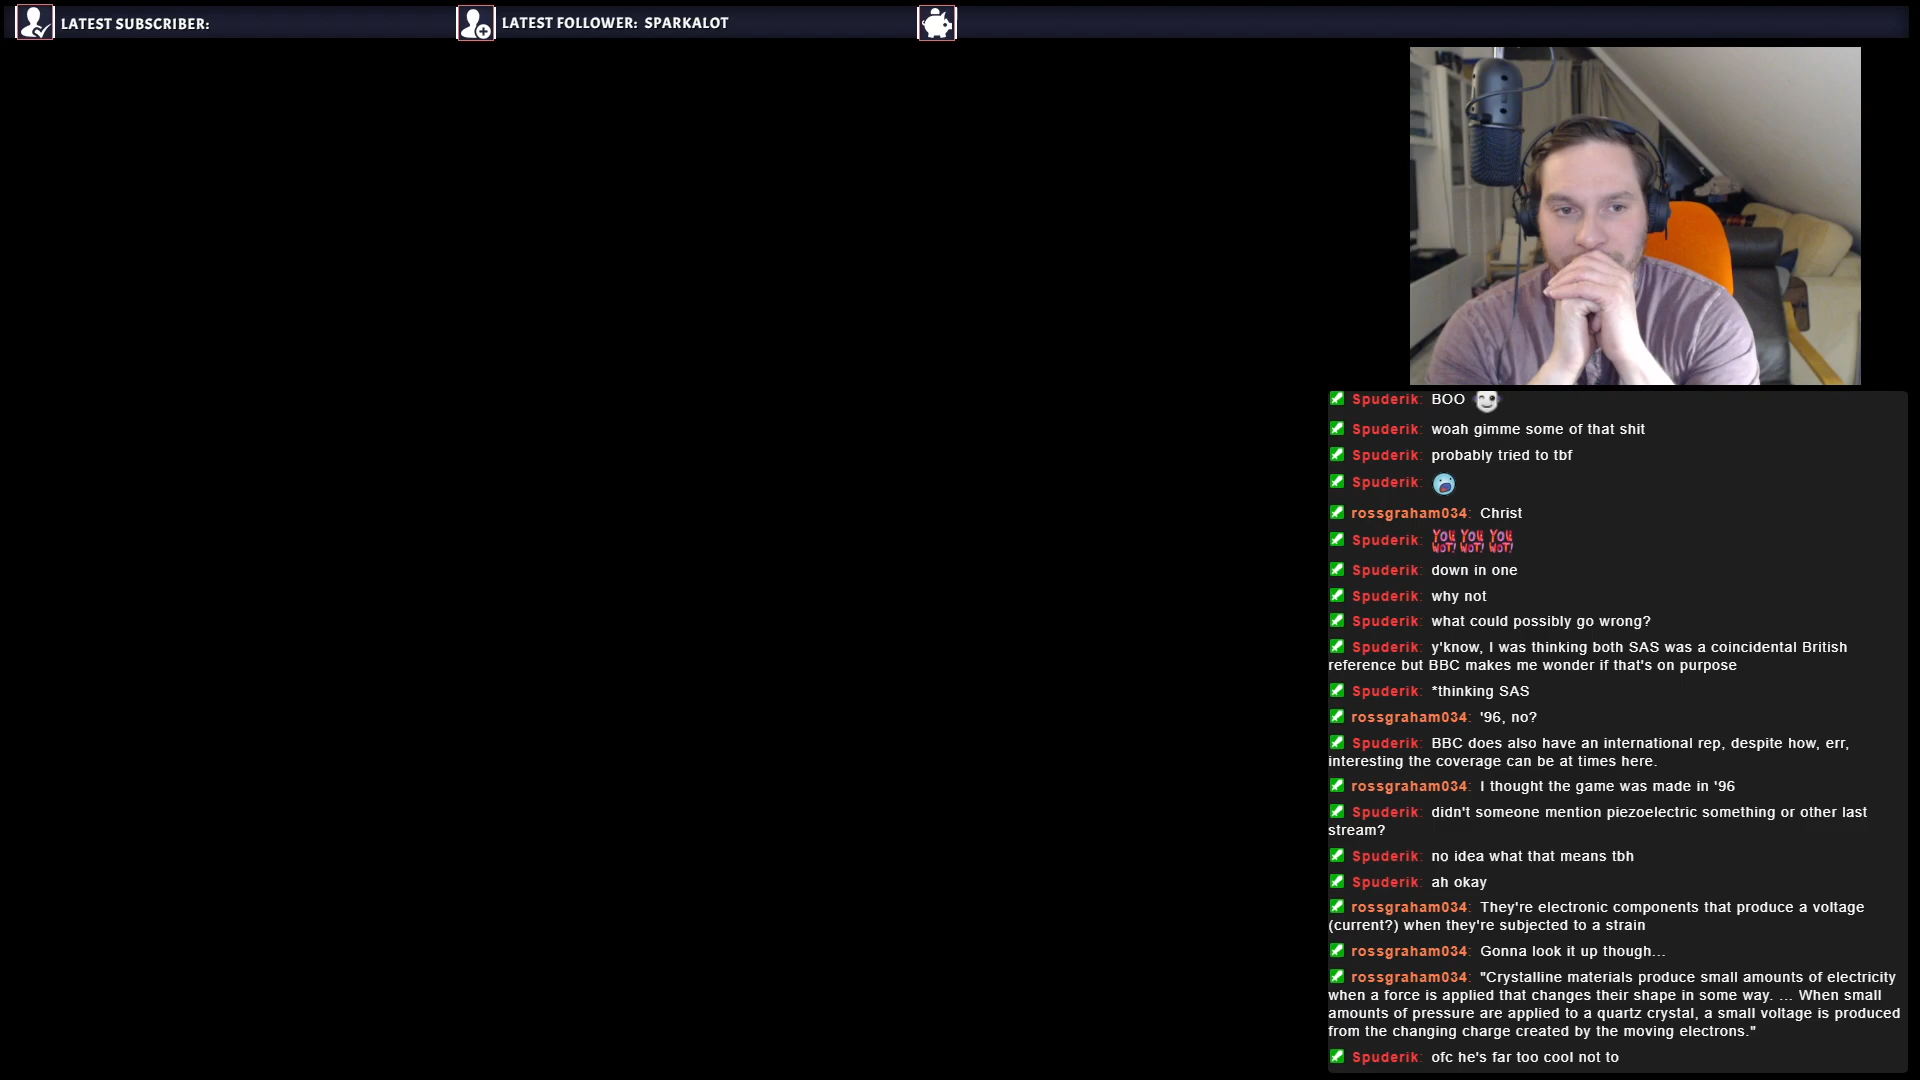 LATEST SUBSCRIBER:
LATEST FOLLOWER: SPARKALOT
Spuderik: BOO
Spuderik: woah gimme some of that shit
Spuderik: probably tried to tbf
Spuderik:
rossgraham034: Christ
Spuderik: YOU WOT! YOU WOT! YOU WOT!
Spuderik: down in one
Spuderik: why not
Spuderik: what could possibly go wrong?
Spuderik: y'know, I was thinking both SAS was a coincidental British
reference but BBC makes me wonder if that's on purpose
Spuderik: *thinking SAS
rossgraham034: '96, no?
Spuderik: BBC does also have an international rep, despite how, err,
interesting the coverage can be at times here.
rossgraham034: I thought the game was made in '96
Spuderik: didn't someone mention piezoelectric something or other last
stream?
Spuderik: no idea what that means tbh
Spuderik: ah okay
rossgraham034: They're electronic components that produce a voltage
(current?) when they're subjected to a strain
rossgraham034: Gonna look it up though...
rossgraham034: "Crystalline materials produce small amounts of electricity
when a force is applied that changes their shape in some way. ... When small
amounts of pressure are applied to a quartz crystal, a small voltage is produced
from the changing charge created by the moving electrons."
Spuderik: ofc he's far too cool not to